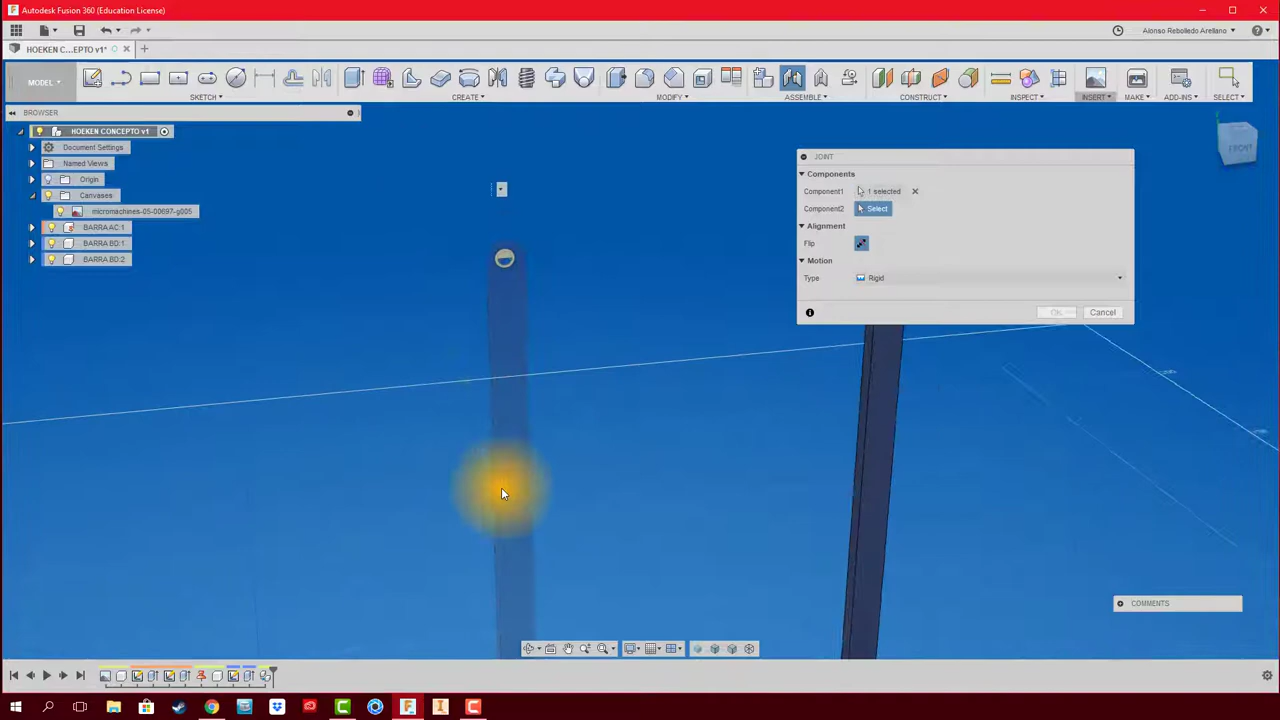 Autodesk Fusion 360 (Education License)
Alonso Rebolledo Arellano
HOEKEN C...EPTO v1*
MODEL
SKETCH
CREATE
MODIFY
ASSEMBLE
CONSTRUCT
INSPECT
INSERT
MAKE
ADD-INS
SELECT
BROWSER
HOEKEN CONCEPTO v1
Document Settings
Named Views
Origin
Canvases
micromachines-05-00697-g005
BARRA AC:1
BARRA BD:1
BARRA BD:2
FRONT
JOINT
Components
Component1 1 selected
Component2 Select
Alignment
Flip
Motion
Type Rigid
OK Cancel
COMMENTS